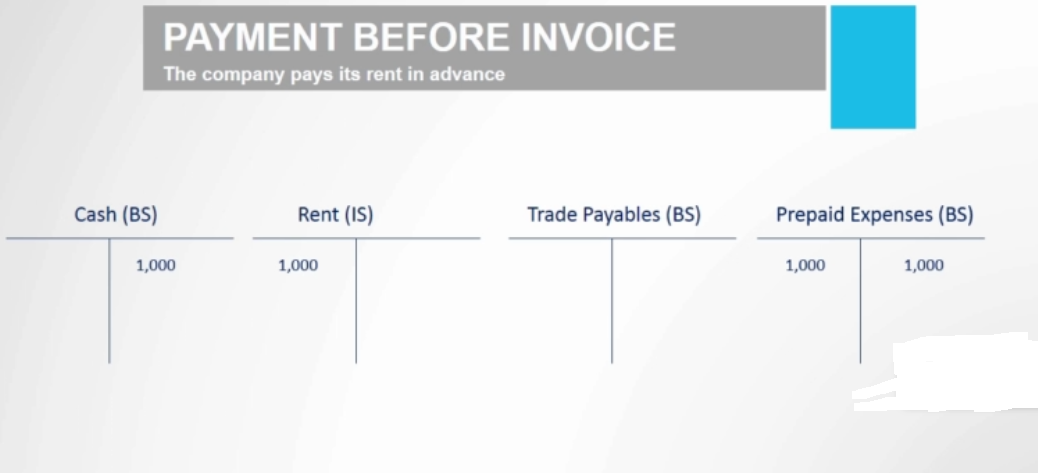 PAYMENT BEFORE INVOICE
The company pays its rent in advance
Cash (BS) Rent (IS) Trade Payables (BS) Prepaid Expenses (BS)
1,000 1,000 1,000 1,000